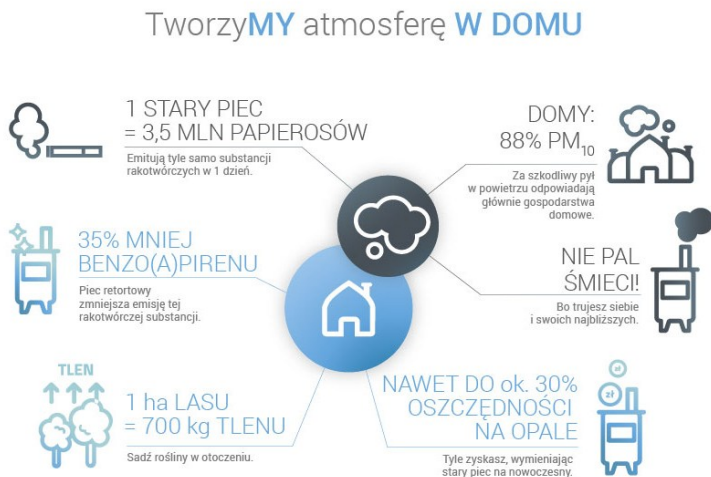 TworzyMY atmosferę W DOMU
1 STARY PIEC
= 3,5 MLN PAPIEROSÓW
Emitują tyle samo substancji
rakotwórczych w 1 dzień.
DOMY:
88% PM10
Za szkodliwy pył
w powietrzu odpowiadają
głównie gospodarstwa
domowe.
35% MNIEJ
BENZO(A)PIRENU
Piec retortowy
zmniejsza emisję tej
rakotwórczej substancji.
NIE PAL
ŚMIECI!
Bo trujesz siebie
i swoich najbliższych.
TLEN
1 ha LASU
= 700 kg TLENU
Sadź rośliny w otoczeniu.
NAWET DO ok. 30%
OSZCZĘDNOŚCI
NA OPALE
Tyle zyskasz, wymieniając
stary piec na nowoczesny.
zł
zł